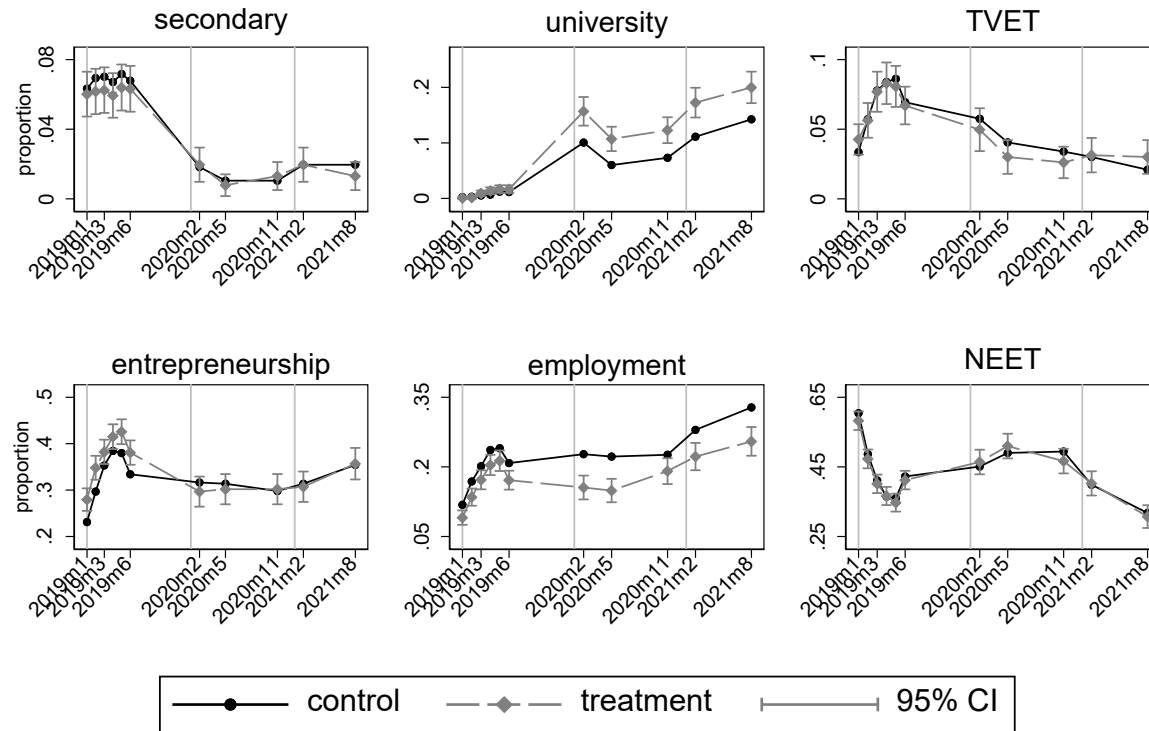 secondary
university
TVET
proportion
.08
.04
0
.2
.1
0
.1
.05
0
2019m1
2019m3
2019m6
2020m2
2020m5
2020m11
2021m2
2021m8
2019m1
2019m3
2019m6
2020m2
2020m5
2020m11
2021m2
2021m8
2019m1
2019m3
2019m6
2020m2
2020m5
2020m11
2021m2
2021m8
entrepreneurship
employment
NEET
proportion
.5
.4
.3
.2
.35
.2
.05
.65
.45
.25
2019m1
2019m3
2019m6
2020m2
2020m5
2020m11
2021m2
2021m8
2019m1
2019m3
2019m6
2020m2
2020m5
2020m11
2021m2
2021m8
2019m1
2019m3
2019m6
2020m2
2020m5
2020m11
2021m2
2021m8
control treatment 95% CI